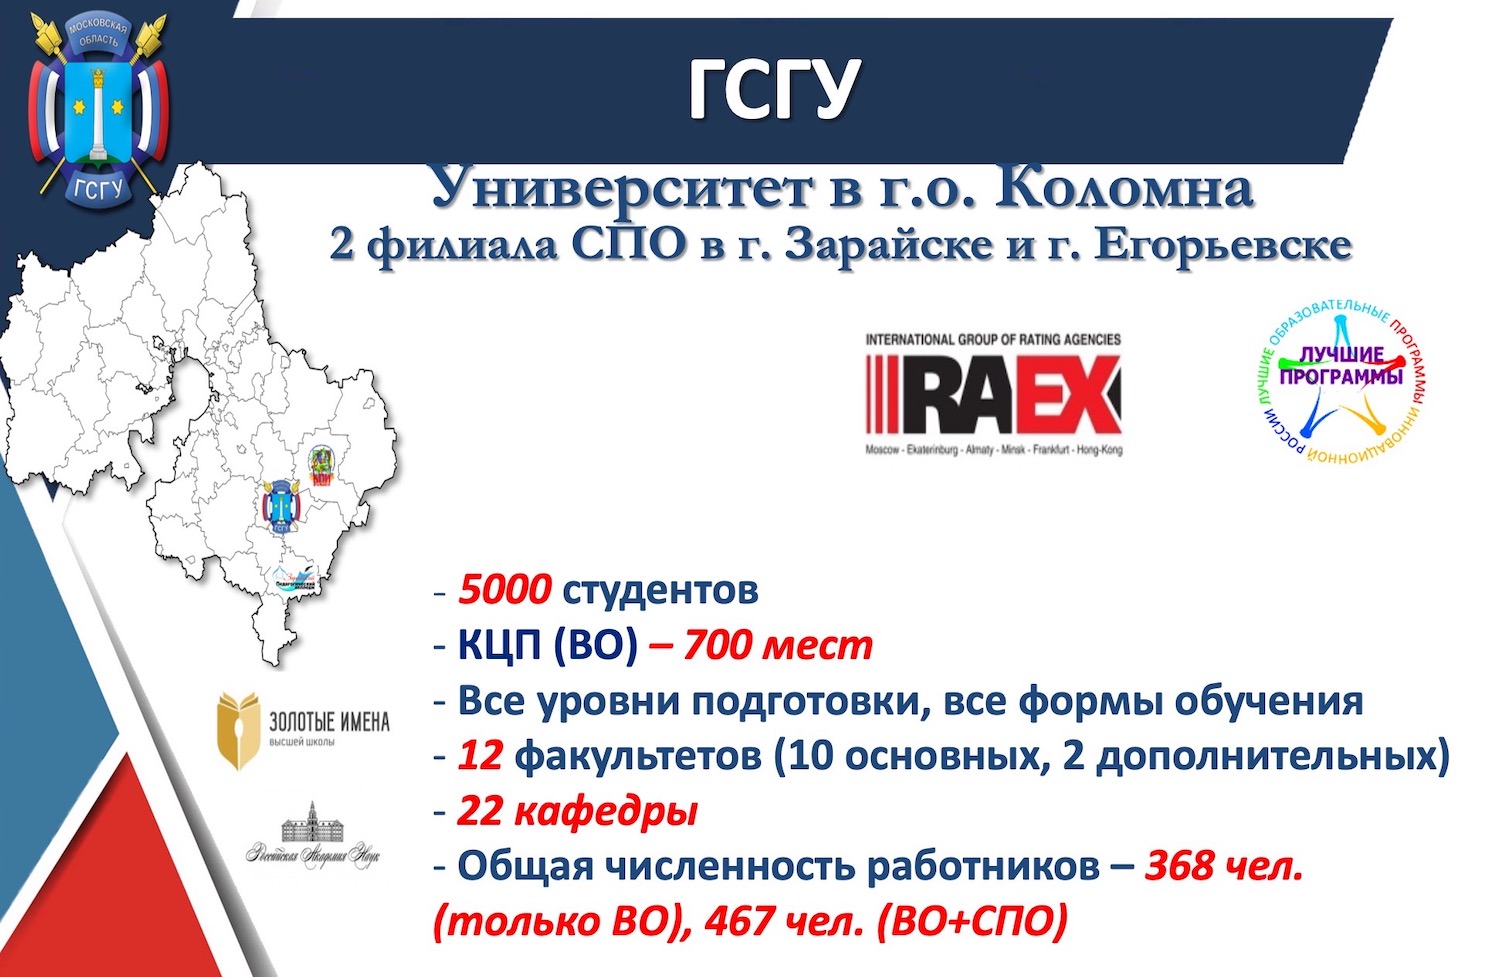 МОСКОВСКАЯ
ОБЛАСТЬ
ГСГУ
ГСГУ
Университет в г.о. Коломна
2 филиала СПО в г. Зарайске и г. Егорьевске
INTERNATIONAL GROUP OF RATING AGENCIES
RAEX
Moscow - Ekaterinburg - Almaty - Minsk - Frankfurt - Hong-Kong
ЛУЧШИЕ ОБРАЗОВАТЕЛЬНЫЕ ПРОГРАММЫ ИННОВАЦИОННОЙ РОССИИ
ЛУЧШИЕ
ПРОГРАММЫ
ГСГУ
Педагогический
- 5000 студентов
- КЦП (ВО) – 700 мест
- Все уровни подготовки, все формы обучения
- 12 факультетов (10 основных, 2 дополнительных)
- 22 кафедры
- Общая численность работников – 368 чел.
(только ВО), 467 чел. (ВО+СПО)
ЗОЛОТЫЕ ИМЕНА
ВЫСШЕЙ ШКОЛЫ
Российская Академия Наук